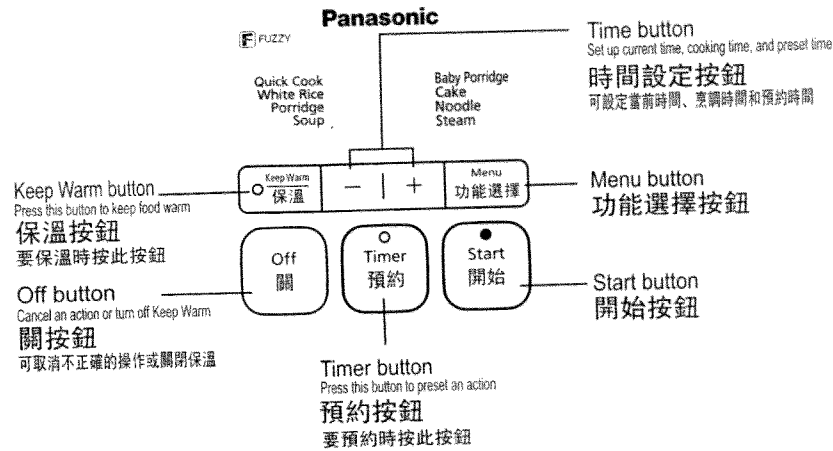 Panasonic
F FUZZY
Quick Cook
White Rice
Porridge
Soup
Baby Porridge
Cake
Noodle
Steam
Time button
Set up current time, cooking time, and preset time
時間設定按鈕
可設定當前時間、烹調時間和預約時間
Keep Warm
保溫
− | +
Menu
功能選擇
Keep Warm button
Press this button to keep food warm
保溫按鈕
要保溫時按此按鈕
Menu button
功能選擇按鈕
Off
關
Timer
預約
Start
開始
Off button
Cancel an action or turn off Keep Warm
關按鈕
可取消不正確的操作或關閉保溫
Start button
開始按鈕
Timer button
Press this button to preset an action
預約按鈕
要預約時按此按鈕